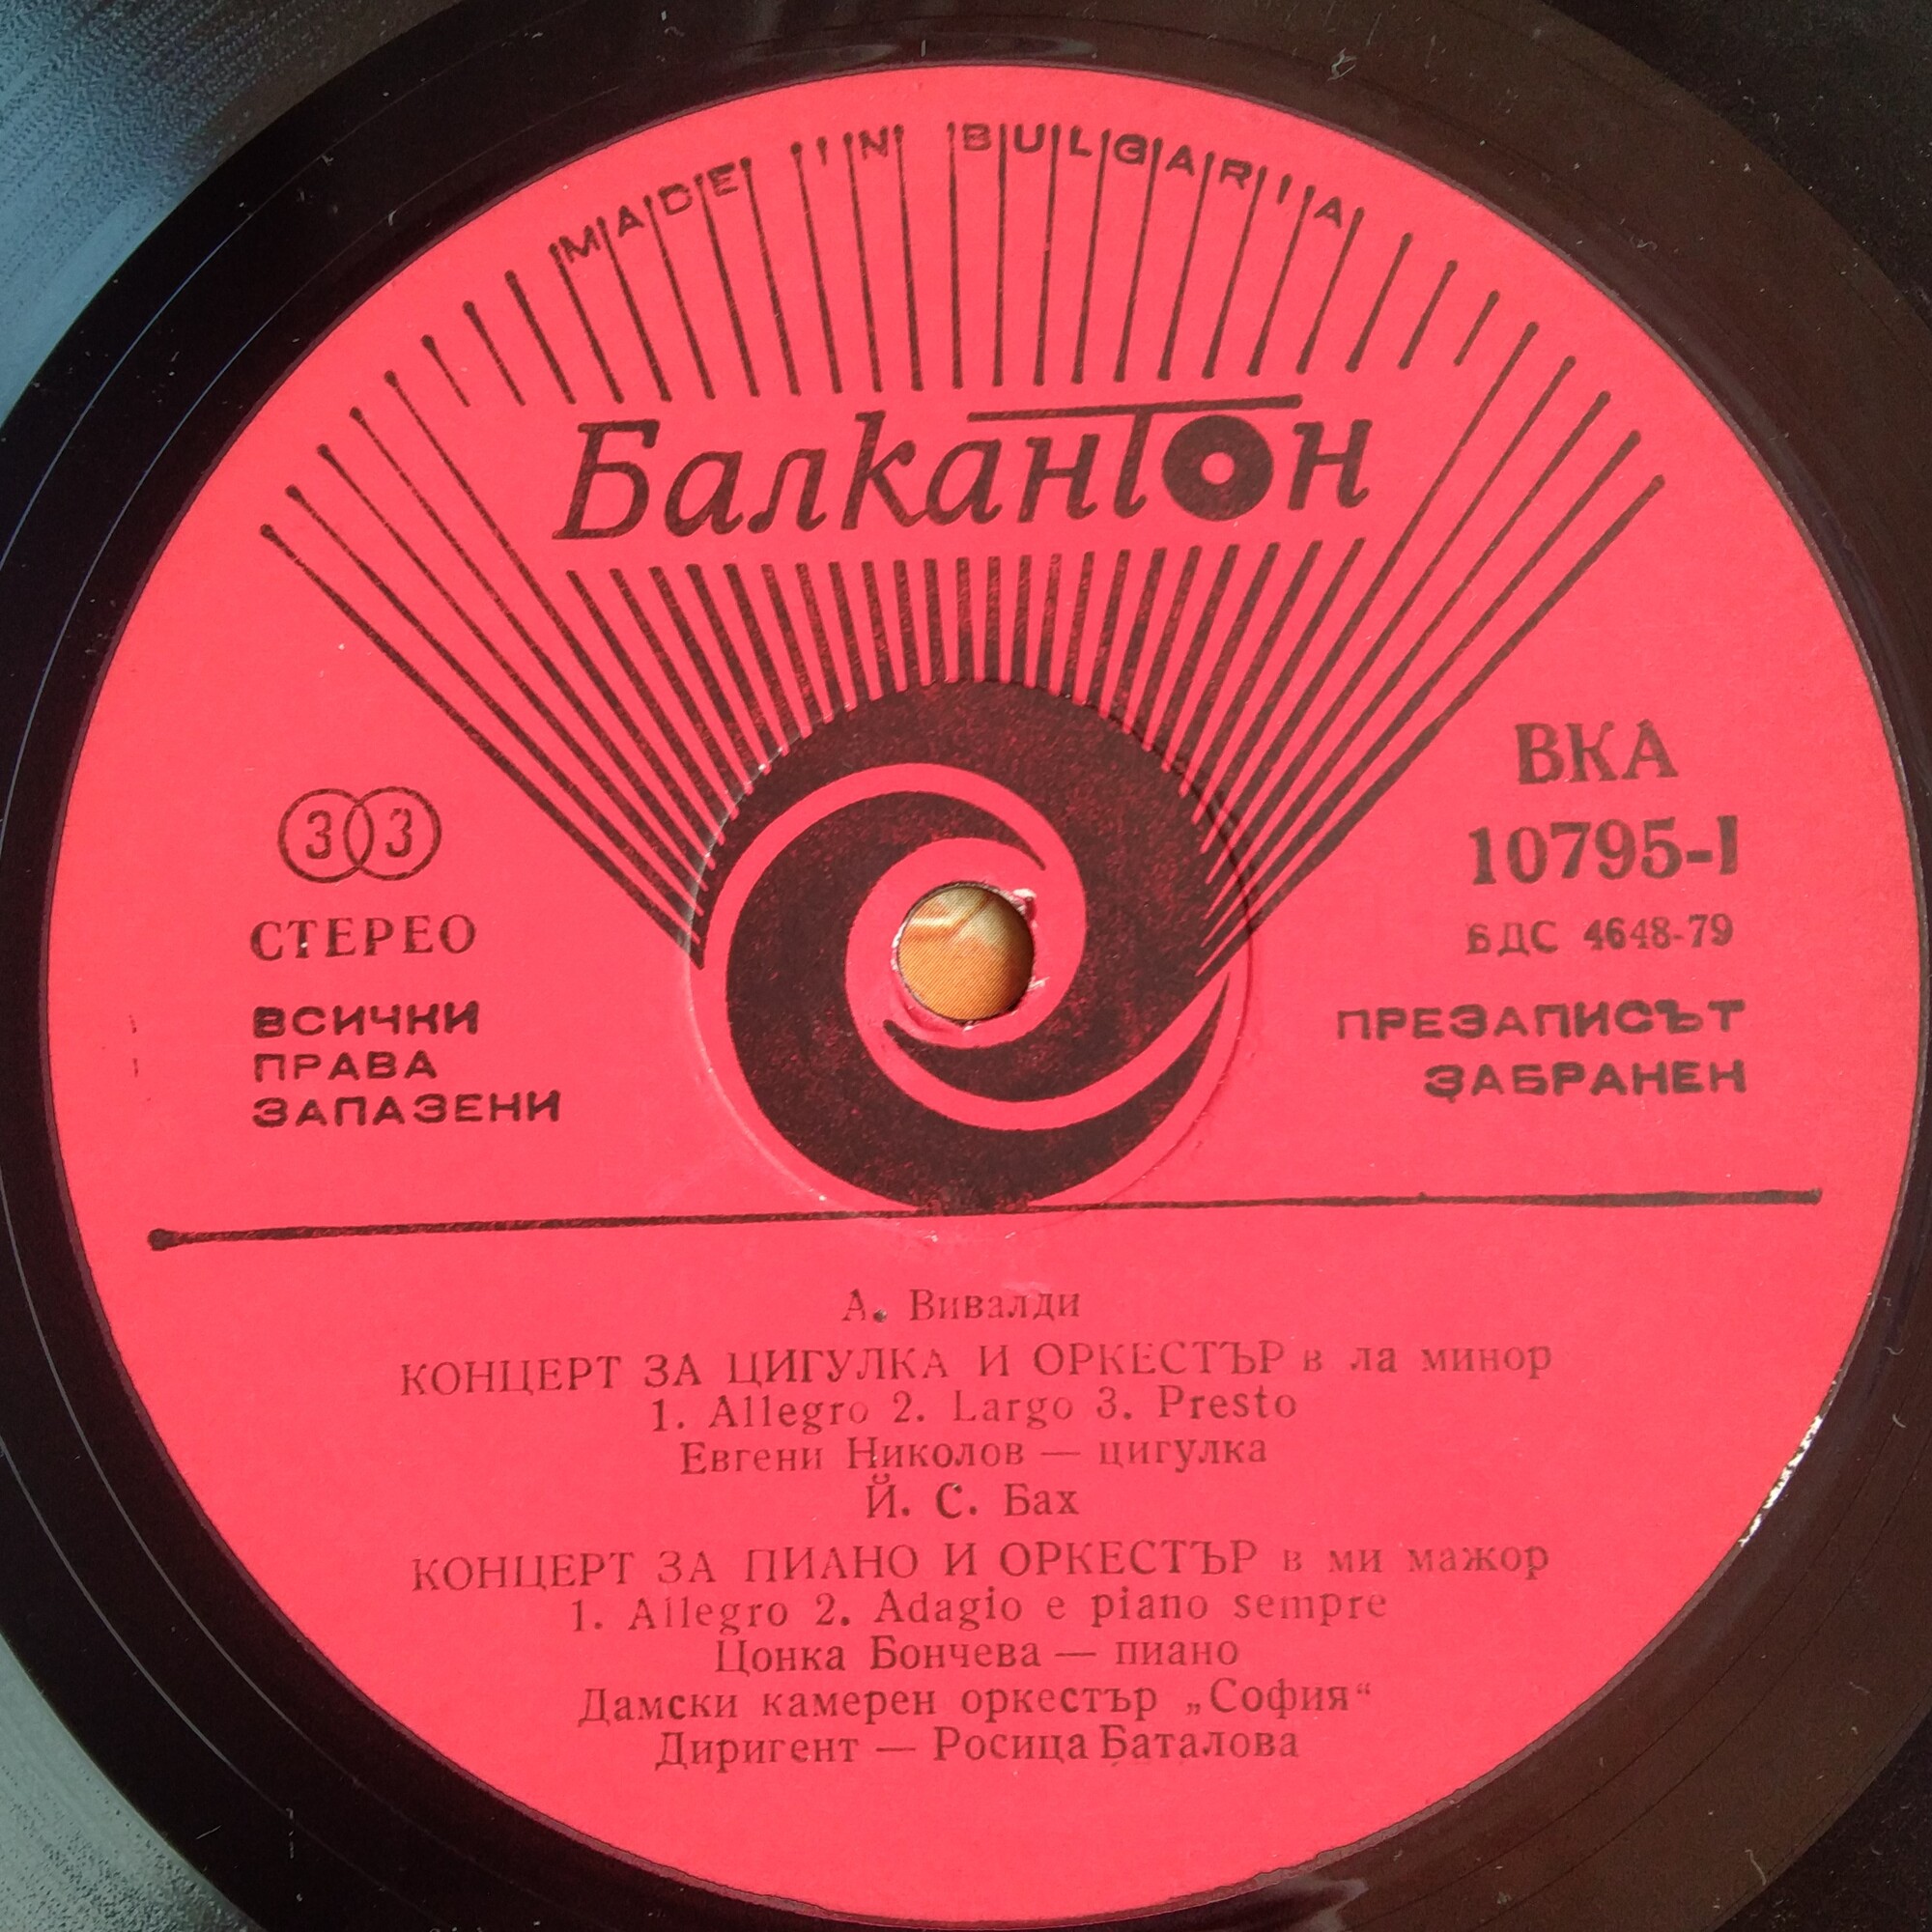 MADE IN BULGARIA
Балкантон
33
СТЕРЕО
ВСИЧКИ
ПРАВА
ЗАПАЗЕНИ
ВКА
10795-I
БДС 4648-79
ПРЕЗАПИСЪТ
ЗАБРАНЕН
А. Вивалди
КОНЦЕРТ ЗА ЦИГУЛКА И ОРКЕСТЪР в ла минор
1. Allegro 2. Largo 3. Presto
Евгени Николов — цигулка
Й. С. Бах
КОНЦЕРТ ЗА ПИАНО И ОРКЕСТЪР в ми мажор
1. Allegro 2. Adagio e piano sempre
Цонка Бончева — пиано
Дамски камерен оркестър „София“
Диригент — Росица Баталова